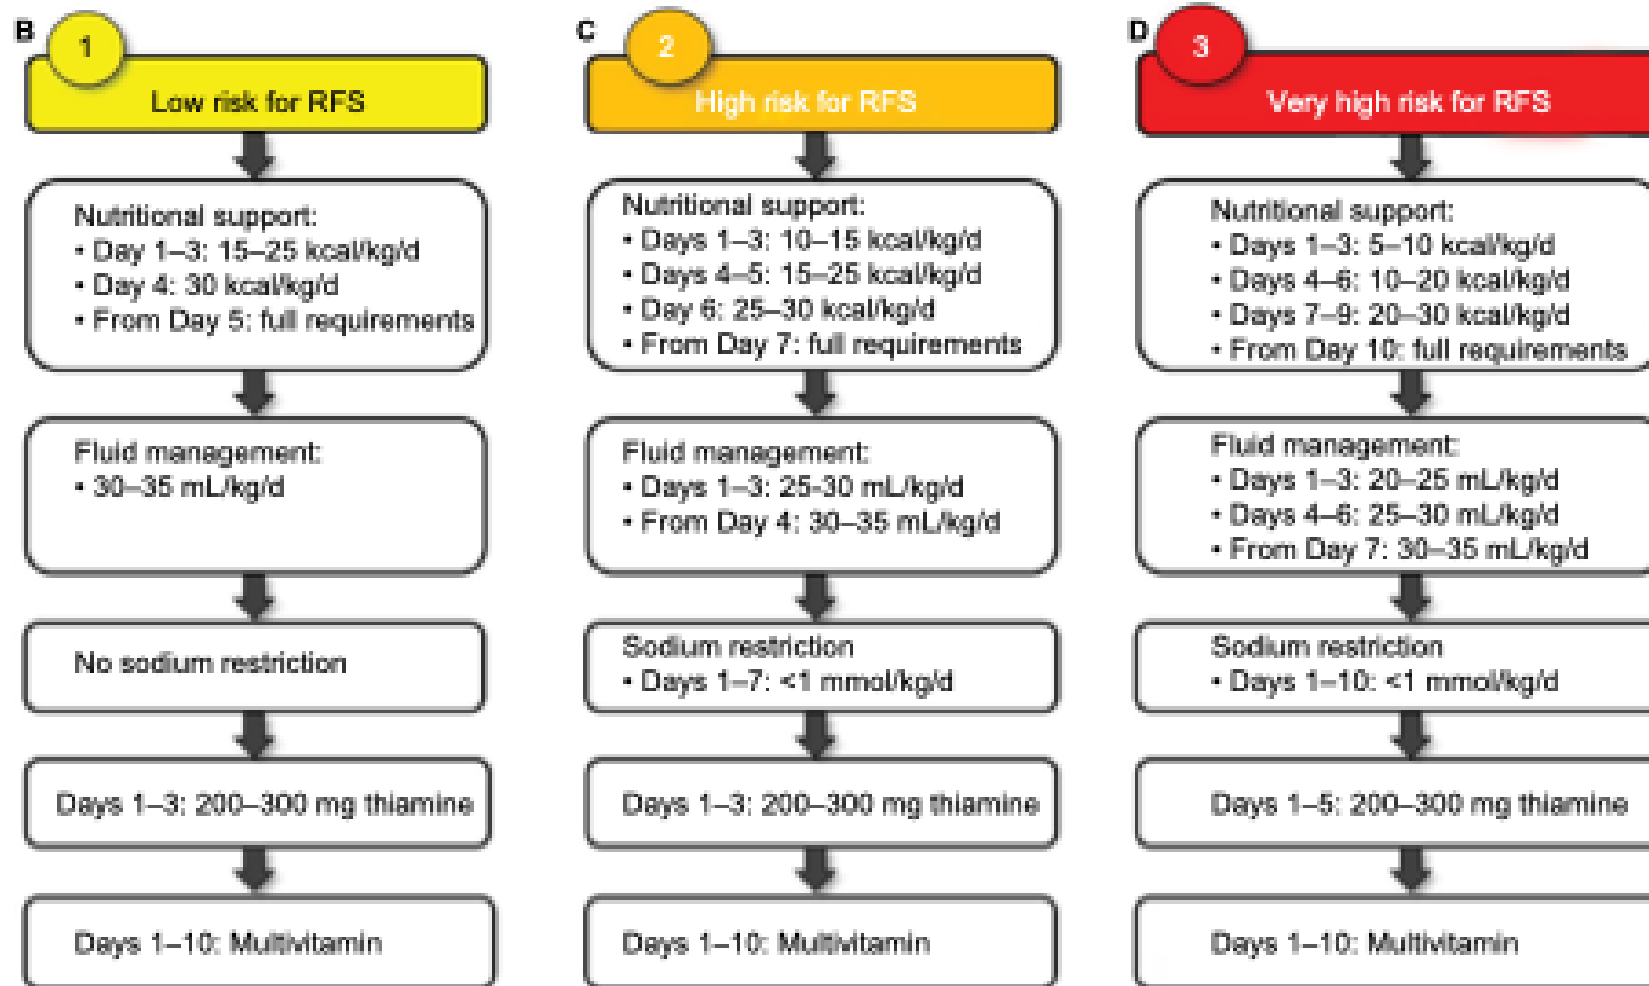 B
1
Low risk for RFS
Nutritional support:
• Day 1–3: 15–25 kcal/kg/d
• Day 4: 30 kcal/kg/d
• From Day 5: full requirements
Fluid management:
• 30–35 mL/kg/d
No sodium restriction
Days 1–3: 200–300 mg thiamine
Days 1–10: Multivitamin
C
2
High risk for RFS
Nutritional support:
• Days 1–3: 10–15 kcal/kg/d
• Days 4–5: 15–25 kcal/kg/d
• Day 6: 25–30 kcal/kg/d
• From Day 7: full requirements
Fluid management:
• Days 1–3: 25-30 mL/kg/d
• From Day 4: 30–35 mL/kg/d
Sodium restriction
• Days 1–7: <1 mmol/kg/d
Days 1–3: 200–300 mg thiamine
Days 1–10: Multivitamin
D
3
Very high risk for RFS
Nutritional support:
• Days 1–3: 5–10 kcal/kg/d
• Days 4–6: 10–20 kcal/kg/d
• Days 7–9: 20–30 kcal/kg/d
• From Day 10: full requirements
Fluid management:
• Days 1–3: 20–25 mL/kg/d
• Days 4–6: 25–30 mL/kg/d
• From Day 7: 30–35 mL/kg/d
Sodium restriction
• Days 1–10: <1 mmol/kg/d
Days 1–5: 200–300 mg thiamine
Days 1–10: Multivitamin